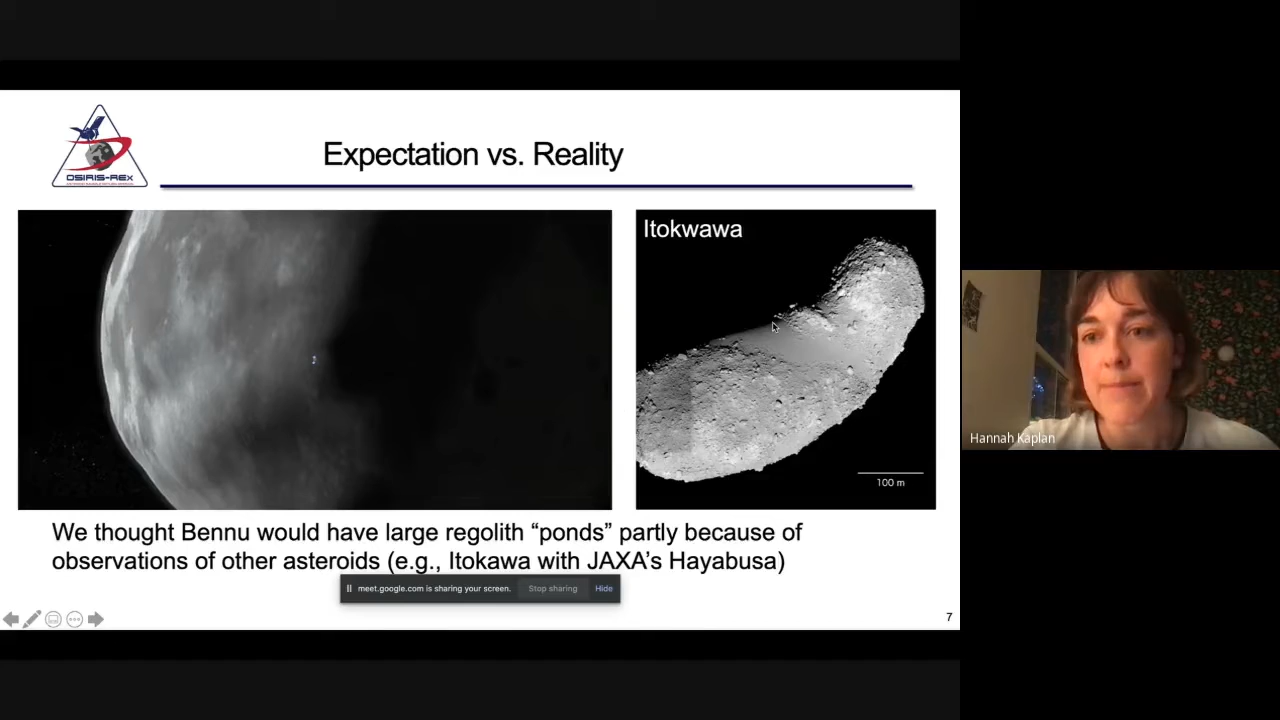 OSIRIS-REx
Expectation vs. Reality
Itokwawa
100 m
We thought Bennu would have large regolith “ponds” partly because of
observations of other asteroids (e.g., Itokawa with JAXA’s Hayabusa)
meet.google.com is sharing your screen. Stop sharing Hide
7
Hannah Kaplan